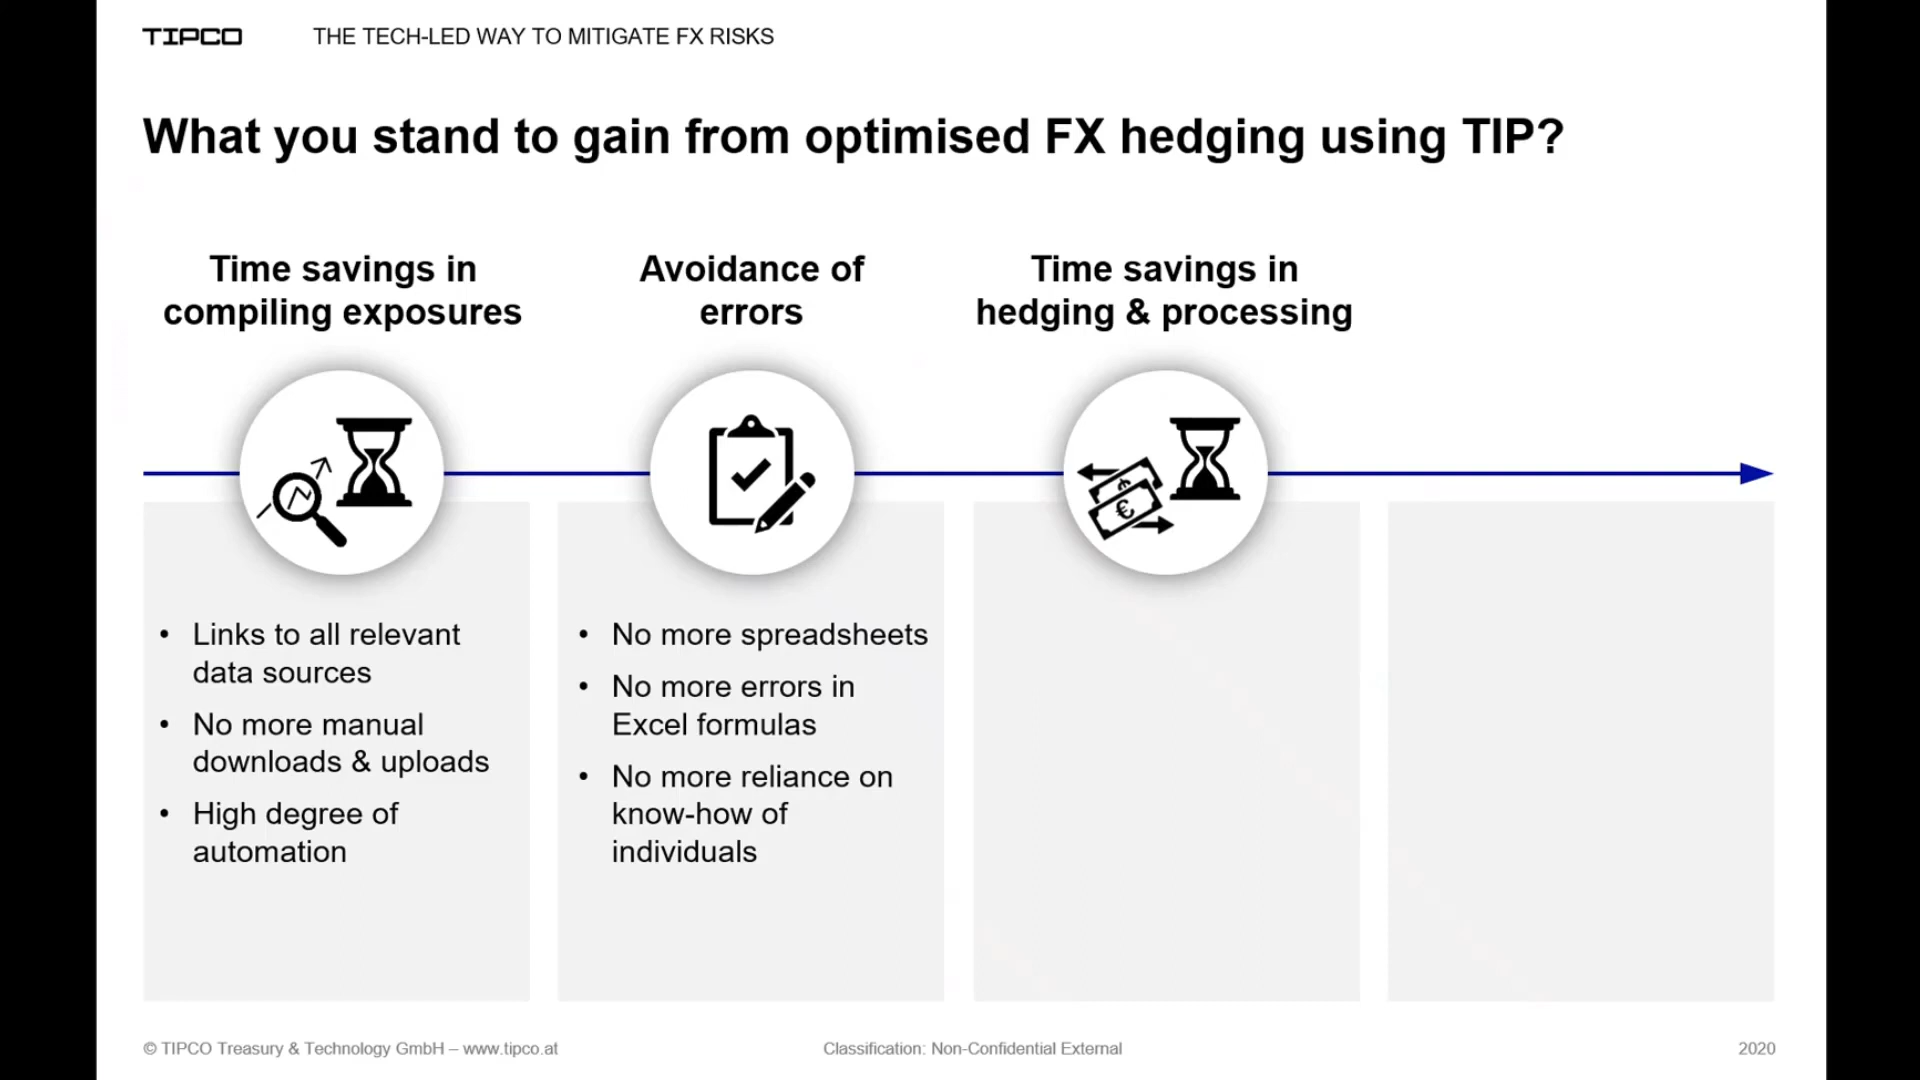 TIPCO
THE TECH-LED WAY TO MITIGATE FX RISKS
What you stand to gain from optimised FX hedging using TIP?
Time savings in
compiling exposures
Avoidance of
errors
Time savings in
hedging & processing
€
• Links to all relevant
data sources
• No more manual
downloads & uploads
• High degree of
automation
• No more spreadsheets
• No more errors in
Excel formulas
• No more reliance on
know-how of
individuals
© TIPCO Treasury & Technology GmbH – www.tipco.at
Classification: Non-Confidential External
2020